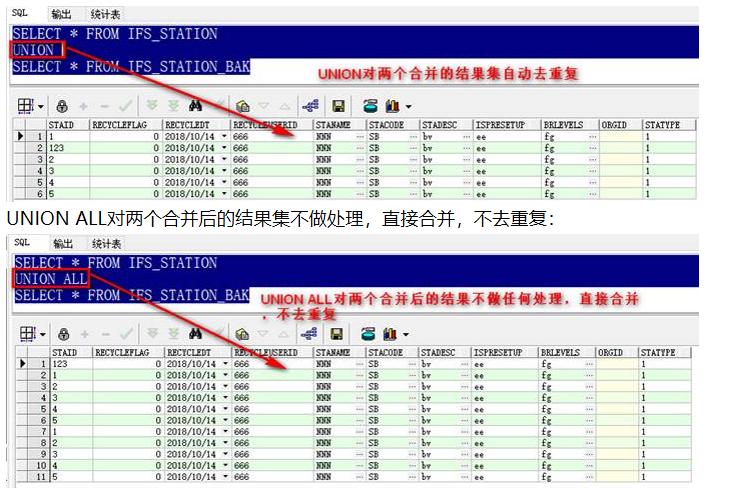 SQL 输出 统计表
SELECT * FROM IFS_STATION
UNION
SELECT * FROM IFS_STATION_BAK
UNION对两个合并的结果集自动去重复
STAID RECYCLEFLAG RECYCLEDT RECYCLEUSERID STANAME STACODE STADESC ISPRESETUP BRLEVELS ORGID STATYPE
1 1 0 2018/10/14 666 NNN SB bv ee fg 1
2 123 0 2018/10/14 666 NNN SB bv ee fg 1
3 2 0 2018/10/14 666 NNN SB bv ee fg 1
4 3 0 2018/10/14 666 NNN SB bv ee fg 1
5 4 0 2018/10/14 666 NNN SB bv ee fg 1
6 5 0 2018/10/14 666 NNN SB bv ee fg 1
UNION ALL对两个合并后的结果集不做处理，直接合并，不去重复：
SQL 输出 统计表
SELECT * FROM IFS_STATION
UNION ALL
SELECT * FROM IFS_STATION_BAK
UNION ALL对两个合并后的结果不做任何处理，直接合并
，不去重复
STAID RECYCLEFLAG RECYCLEDT RECYCLEUSERID STANAME STACODE STADESC ISPRESETUP BRLEVELS ORGID STATYPE
1 123 0 2018/10/14 666 NNN SB bv ee fg 1
2 1 0 2018/10/14 666 NNN SB bv ee fg 1
3 2 0 2018/10/14 666 NNN SB bv ee fg 1
4 3 0 2018/10/14 666 NNN SB bv ee fg 1
5 4 0 2018/10/14 666 NNN SB bv ee fg 1
6 5 0 2018/10/14 666 NNN SB bv ee fg 1
7 1 0 2018/10/14 666 NNN SB bv ee fg 1
8 2 0 2018/10/14 666 NNN SB bv ee fg 1
9 3 0 2018/10/14 666 NNN SB bv ee fg 1
10 4 0 2018/10/14 666 NNN SB bv ee fg 1
11 5 0 2018/10/14 666 NNN SB bv ee fg 1